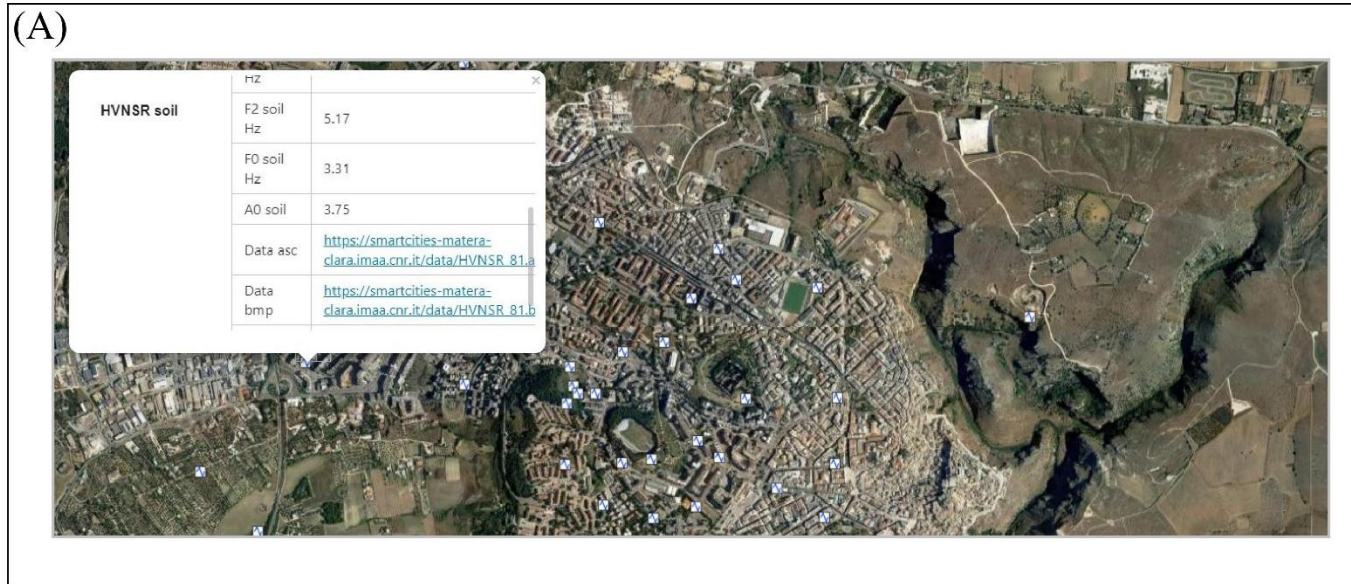 (A)
Hz
HVNSR soil
F2 soil
Hz
5.17
F0 soil
Hz
3.31
A0 soil
3.75
Data asc
https://smartcities-matera-
clara.imaa.cnr.it/data/HVNSR_81.a
Data
bmp
https://smartcities-matera-
clara.imaa.cnr.it/data/HVNSR_81.b